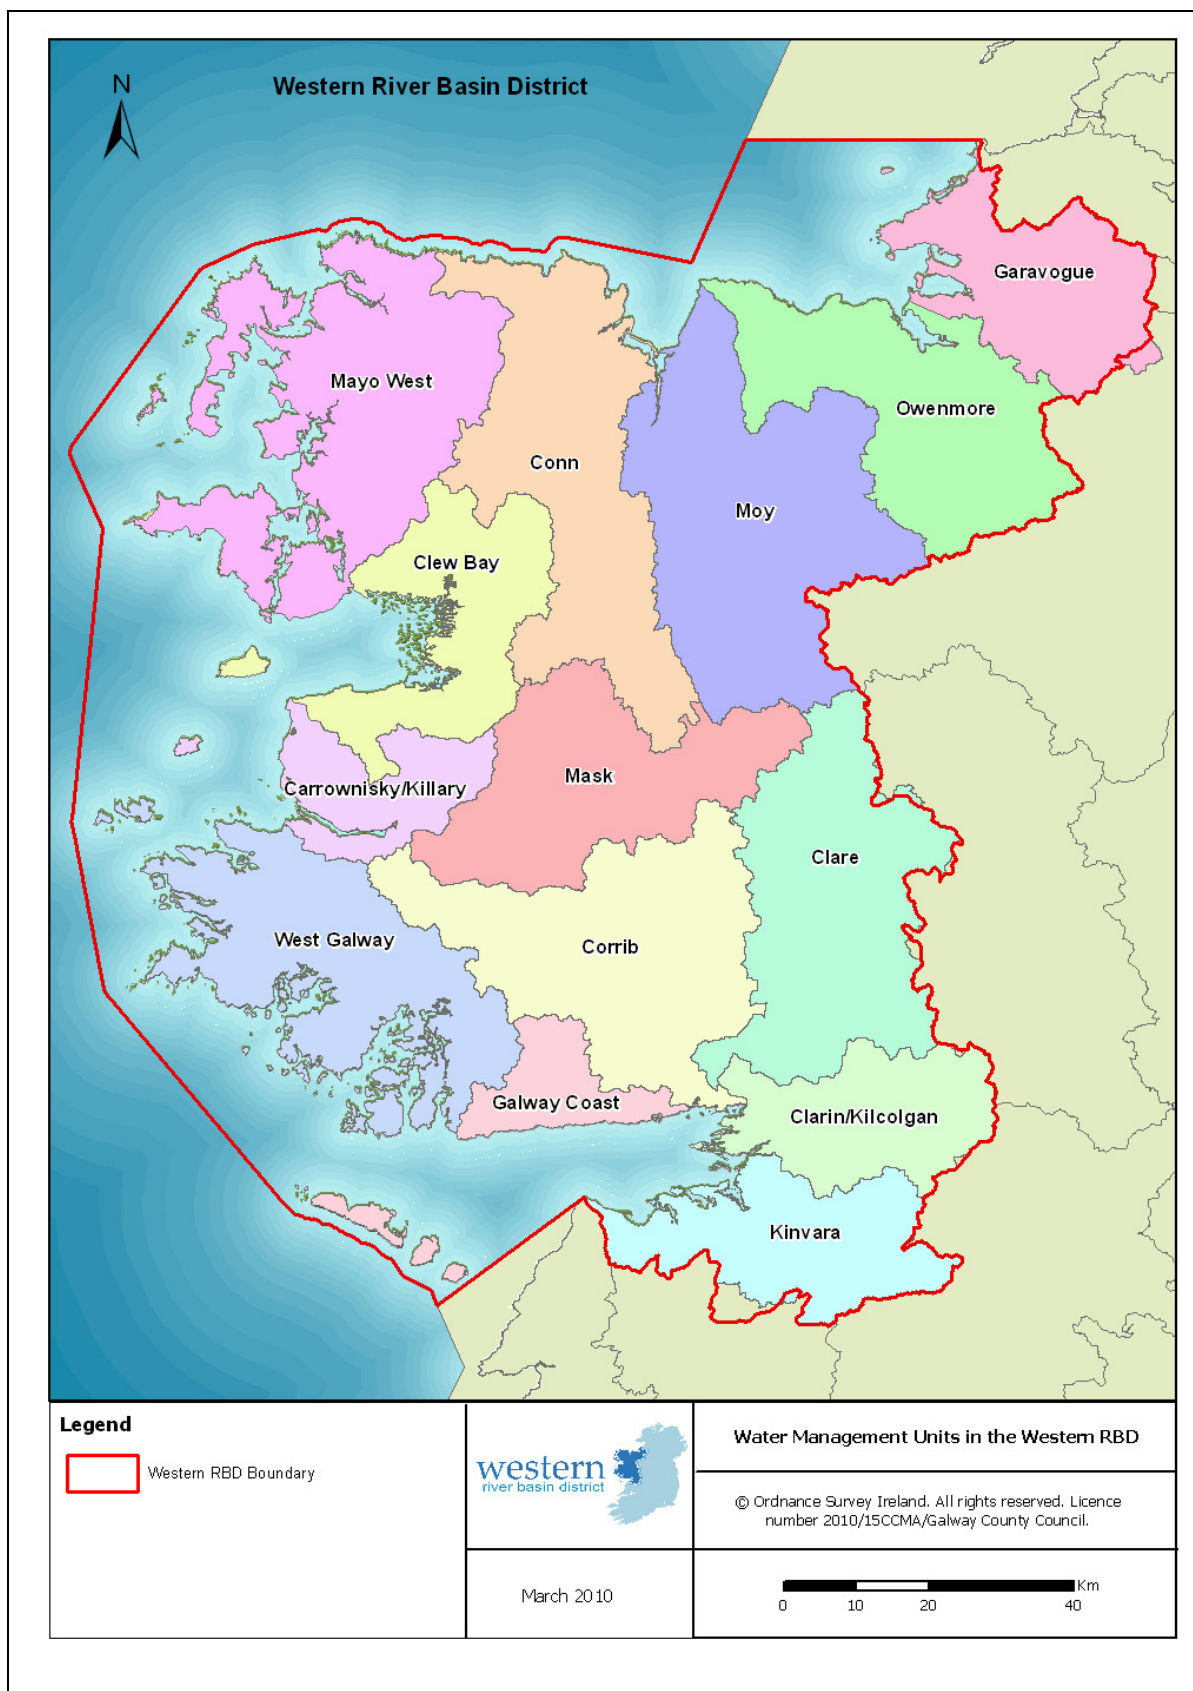 Western River Basin District
N
Garavogue
Mayo West
Owenmore
Conn
Moy
Clew Bay
Mask
Carrownisky/Killary
Clare
West Galway
Corrib
Galway Coast
Clarin/Kilcolgan
Kinvara
Legend
Western RBD Boundary
western
river basin district
Water Management Units in the Western RBD
© Ordnance Survey Ireland. All rights reserved. Licence
number 2010/15CCMA/Galway County Council.
March 2010
Km
0 10 20 40